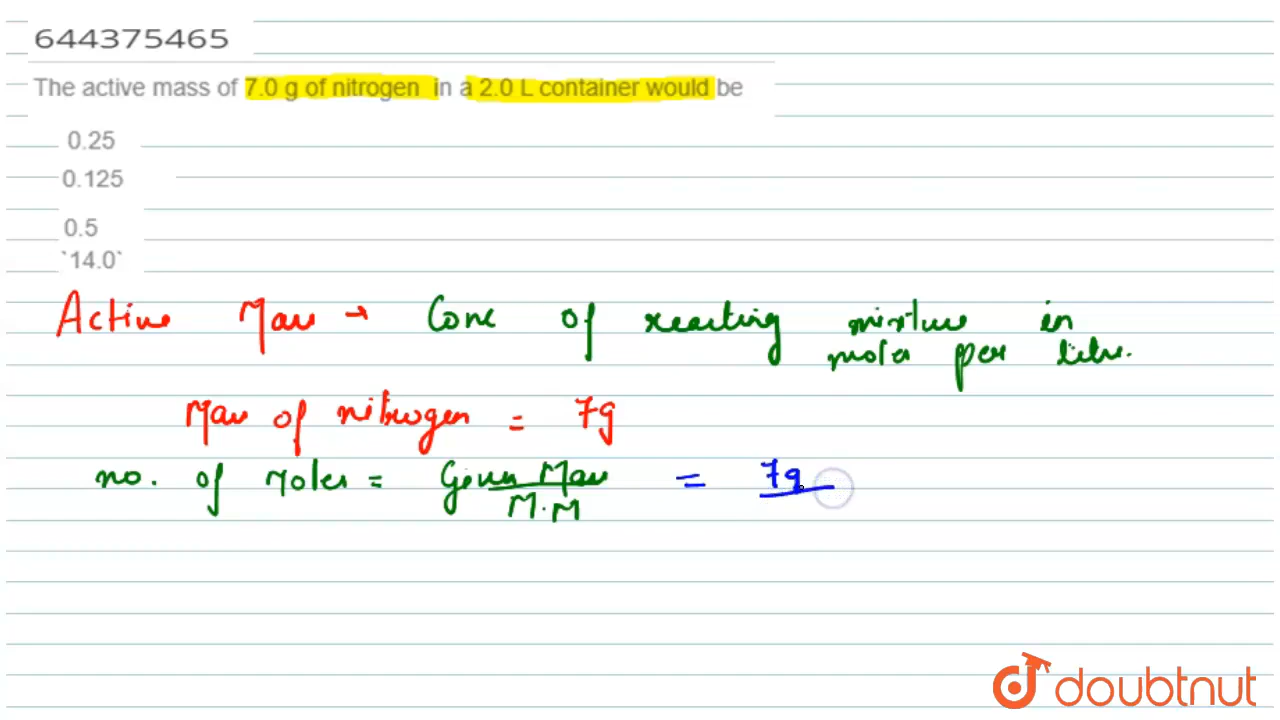 644375465
The active mass of 7.0 g of nitrogen in a 2.0 L container would be
0.25
0.125
0.5
`14.0`
Active Mass → Conc of reacting mixture in
moles per litre.
Mass of nitrogen = 7g
no. of moles = Given Mass / M.M = 7g
doubtnut